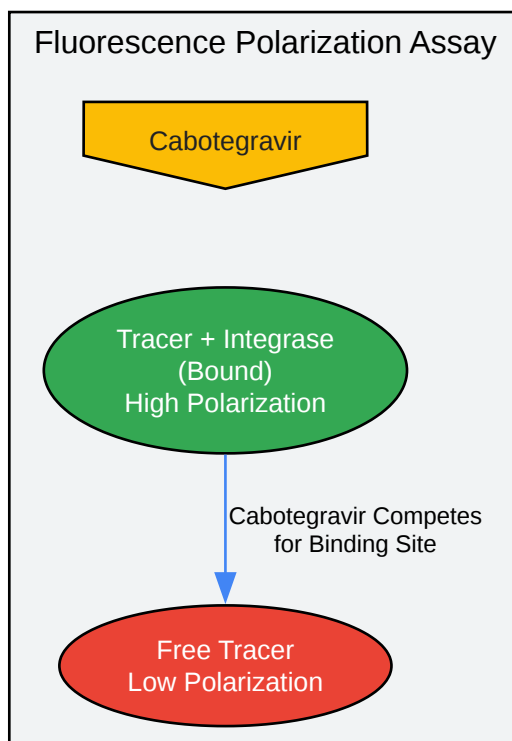 Fluorescence Polarization Assay
Cabotegravir
Tracer + Integrase
(Bound)
High Polarization
Cabotegravir Competes
for Binding Site
Free Tracer
Low Polarization